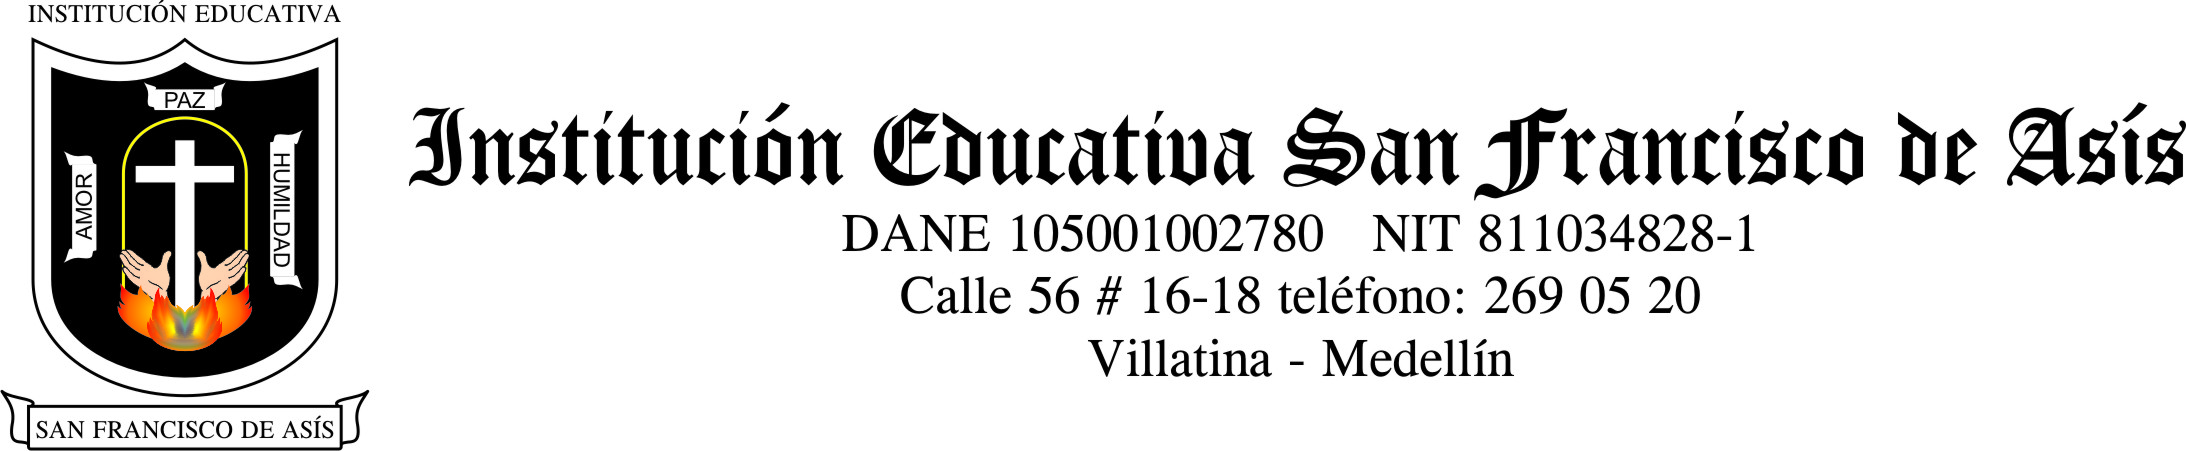 INSTITUCIÓN EDUCATIVA
PAZ
AMOR
HUMILDAD
SAN FRANCISCO DE ASÍS
Institución Educativa San Francisco de Asís
DANE 105001002780 NIT 811034828-1
Calle 56 # 16-18 teléfono: 269 05 20
Villatina - Medellín